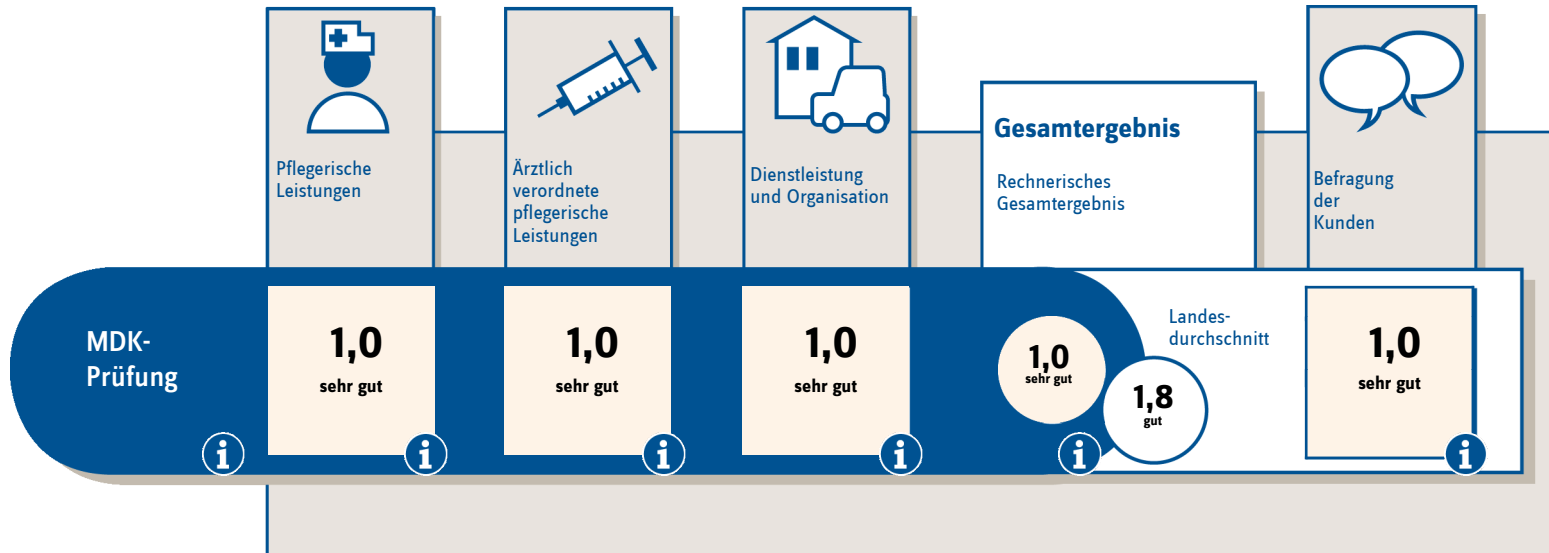 Pflegerische
Leistungen
Ärztlich
verordnete
pflegerische
Leistungen
Dienstleistung
und Organisation
Gesamtergebnis
Rechnerisches
Gesamtergebnis
Befragung
der
Kunden
MDK-
Prüfung
1,0
sehr gut
1,0
sehr gut
1,0
sehr gut
1,0
sehr gut
Landes-
durchschnitt
1,8
gut
1,0
sehr gut
i
i
i
i
i
i